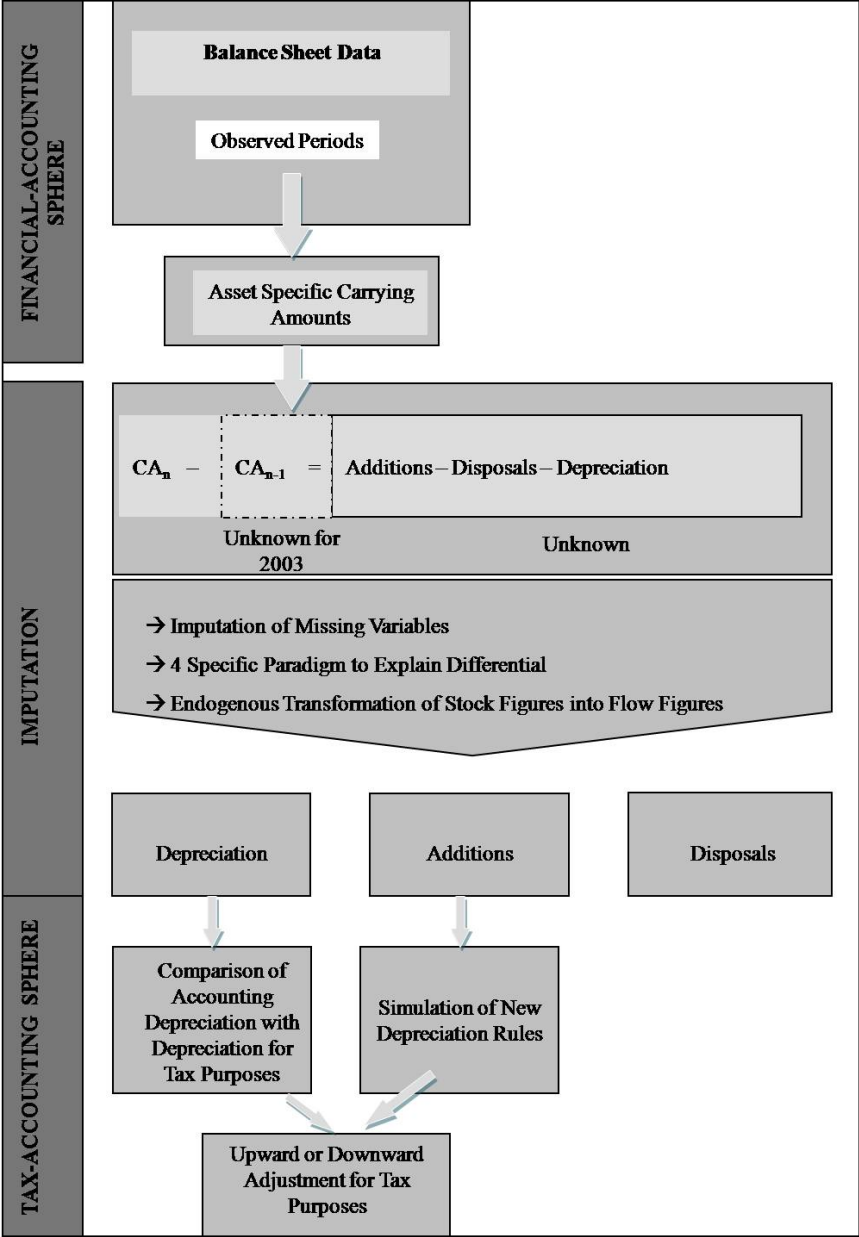 FINANCIAL-ACCOUNTING
SPHERE
Balance Sheet Data
Observed Periods
Asset Specific Carrying
Amounts
IMPUTATION
CAₙ – CAₙ₋₁ = Additions – Disposals – Depreciation
Unknown for
2003
Unknown
→ Imputation of Missing Variables
→ 4 Specific Paradigm to Explain Differential
→ Endogenous Transformation of Stock Figures into Flow Figures
Depreciation
Additions
Disposals
TAX-ACCOUNTING SPHERE
Comparison of
Accounting
Depreciation with
Depreciation for
Tax Purposes
Simulation of New
Depreciation Rules
Upward or Downward
Adjustment for Tax
Purposes